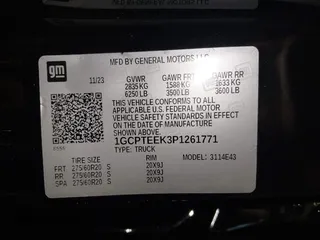 gm
MFD BY GENERAL MOTORS LLC
11/23 GVWR GAWR FRT GAWR RR
2835 KG 1588 KG 1633 KG
6250 LB 3500 LB 3600 LB
THIS VEHICLE CONFORMS TO ALL
APPLICABLE U.S. FEDERAL MOTOR
VEHICLE SAFETY STANDARDS IN EFFECT
ON THE DATE OF MANUFACTURE
SHOWN ABOVE.
1GCPTEEK3P1261771
TYPE: TRUCK
TIRE SIZE RIM MODEL: 3114E43
FRT 275/60R20 S 20X9J
RR 275/60R20 S 20X9J
SPA 275/60R20 S 20X9J